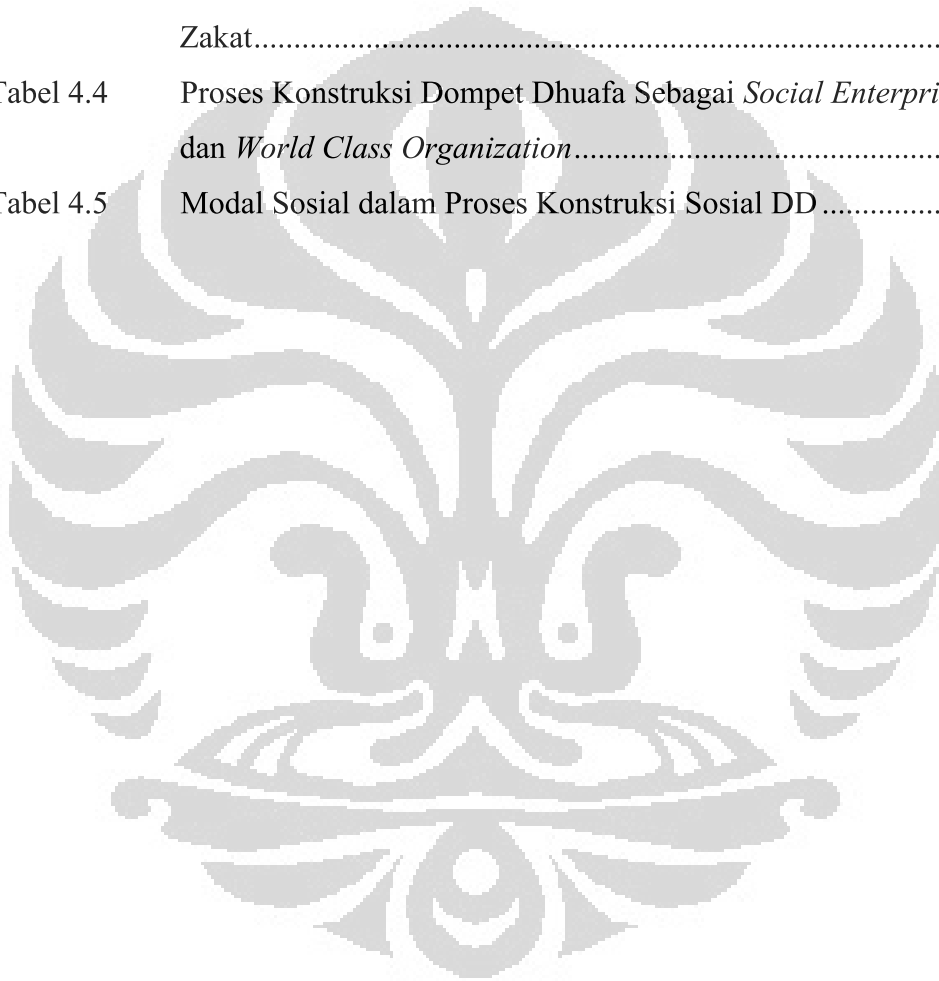 Zakat..........................................................................................
Tabel 4.4 Proses Konstruksi Dompet Dhuafa Sebagai Social
dan World Class Organization..............................................
Tabel 4.5 Modal Sosial dalam Proses Konstruksi Sosial DD ...............